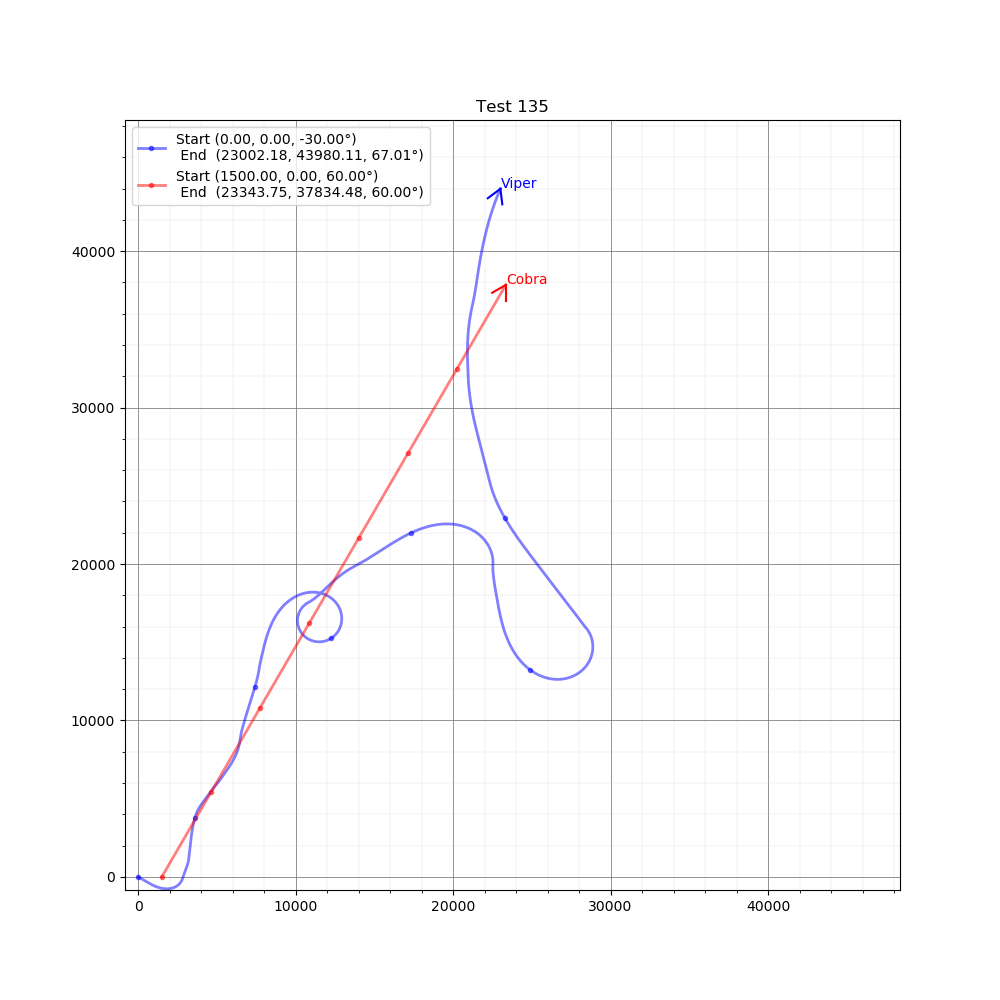 Test 135
Start (0.00, 0.00, -30.00°)
End (23002.18, 43980.11, 67.01°)
Start (1500.00, 0.00, 60.00°)
End (23343.75, 37834.48, 60.00°)
Viper
Cobra
40000
30000
20000
10000
0
0 10000 20000 30000 40000